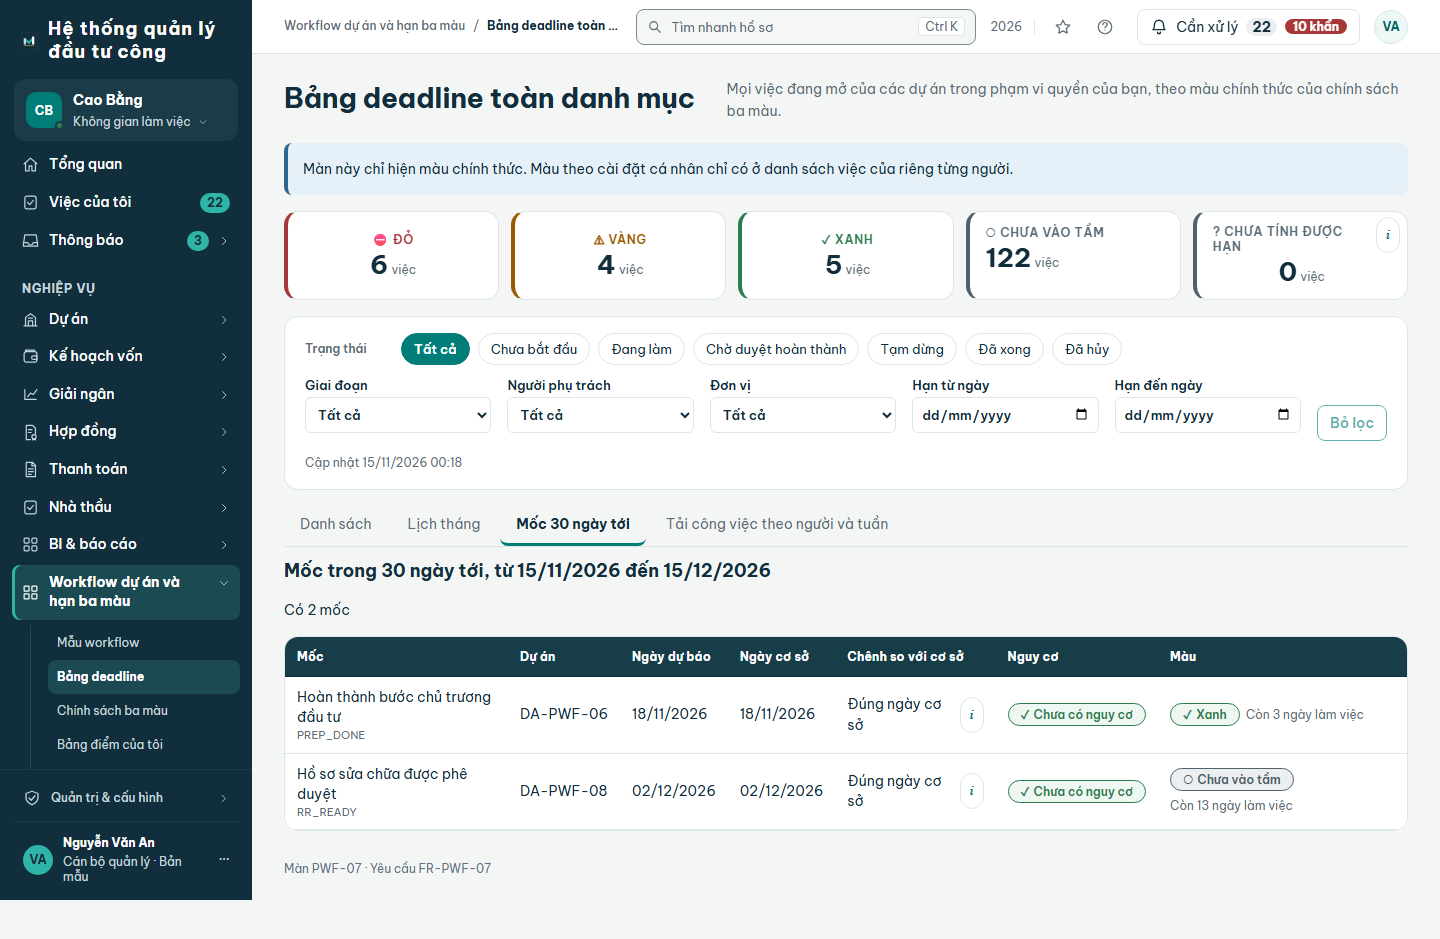 Hệ thống quản lý
đầu tư công
CB
Cao Bằng
Không gian làm việc
Tổng quan
Việc của tôi 22
Thông báo 3
NGHIỆP VỤ
Dự án
Kế hoạch vốn
Giải ngân
Hợp đồng
Thanh toán
Nhà thầu
BI & báo cáo
Workflow dự án và
hạn ba màu
Mẫu workflow
Bảng deadline
Chính sách ba màu
Bảng điểm của tôi
Quản trị & cấu hình
VA
Nguyễn Văn An
Cán bộ quản lý · Bản
mẫu
Workflow dự án và hạn ba màu / Bảng deadline toàn ...
Tìm nhanh hồ sơ Ctrl K
2026
Cần xử lý 22 10 khẩn
VA
Bảng deadline toàn danh mục
Mọi việc đang mở của các dự án trong phạm vi quyền của bạn, theo màu chính thức của chính sách
ba màu.
Màn này chỉ hiện màu chính thức. Màu theo cài đặt cá nhân chỉ có ở danh sách việc của riêng từng người.
⛔ ĐỎ
6 việc
⚠ VÀNG
4 việc
✓ XANH
5 việc
○ CHƯA VÀO TẦM
122 việc
? CHƯA TÍNH ĐƯỢC
HẠN
i
0 việc
Trạng thái Tất cả Chưa bắt đầu Đang làm Chờ duyệt hoàn thành Tạm dừng Đã xong Đã hủy
Giai đoạn Người phụ trách Đơn vị Hạn từ ngày Hạn đến ngày
Tất cả Tất cả Tất cả dd/mm/yyyy dd/mm/yyyy Bỏ lọc
Cập nhật 15/11/2026 00:18
Danh sách Lịch tháng Mốc 30 ngày tới Tải công việc theo người và tuần
Mốc trong 30 ngày tới, từ 15/11/2026 đến 15/12/2026
Có 2 mốc
Mốc Dự án Ngày dự báo Ngày cơ sở Chênh so với cơ sở Nguy cơ Màu
Hoàn thành bước chủ trương
đầu tư
PREP_DONE
DA-PWF-06 18/11/2026 18/11/2026
Đúng ngày cơ
sở
i
✓ Chưa có nguy cơ ✓ Xanh Còn 3 ngày làm việc
Hồ sơ sửa chữa được phê
duyệt
RR_READY
DA-PWF-08 02/12/2026 02/12/2026
Đúng ngày cơ
sở
i
✓ Chưa có nguy cơ
○ Chưa vào tầm
Còn 13 ngày làm việc
Màn PWF-07 · Yêu cầu FR-PWF-07